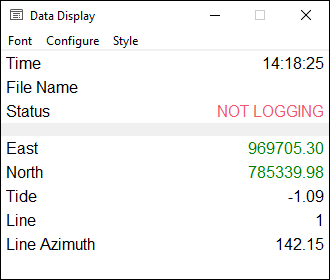 Data Display
Font Configure Style
Time 14:18:25
File Name
Status NOT LOGGING
East 969705.30
North 785339.98
Tide -1.09
Line 1
Line Azimuth 142.15